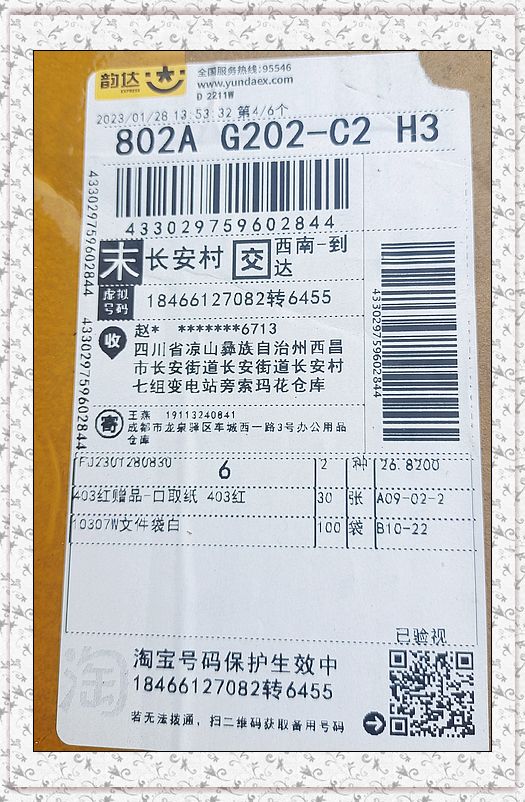 韵达
EXPRESS
全国服务热线:95546
www.yundaex.com
D 2211W
2023/01/28 13:53:32 第4/6个
802A G202-C2 H3
433029759602844
433029759602844
末 长安村 交 西南-到达
虚拟号码 18466127082转6455
433029759602844
433029759602844
收 赵* *******6713
四川省凉山彝族自治州西昌
市长安街道长安街道长安村
七组变电站旁索玛花仓库
寄 王燕 19113240841
成都市龙泉驿区车城西一路3号办公用品
仓库
FJ2301280830 6 2 种 26.8200
403红赠品-口取纸 403红 30 张 A09-02-2
10307W文件袋白 100 袋 B10-22
已验视
淘
淘宝号码保护生效中
18466127082转6455
若无法拨通，扫二维码获取备用号码